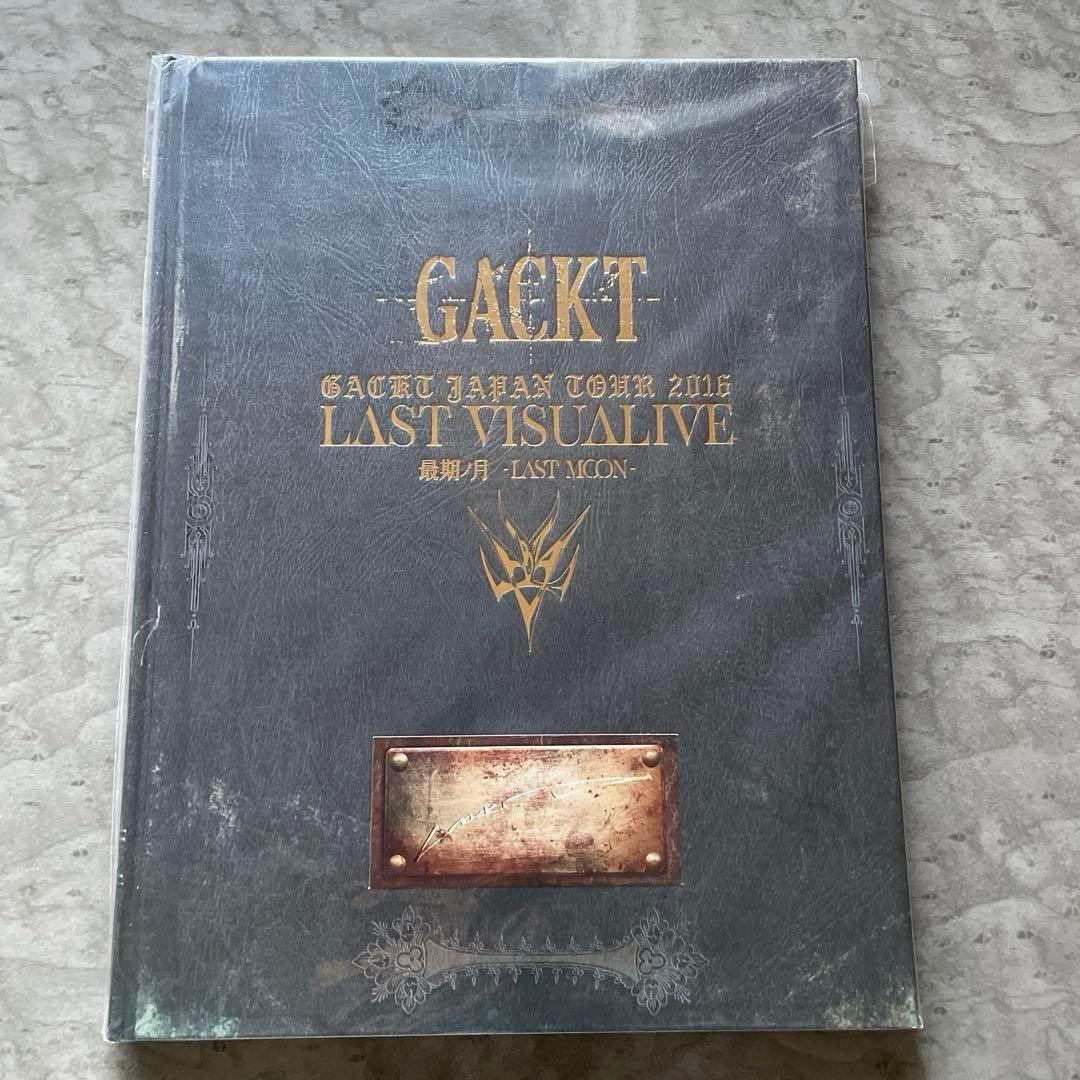 GACKT
GACKT JAPAN TOUR 2016
LAST VISUALIVE
最期ノ月 -LAST MOON-